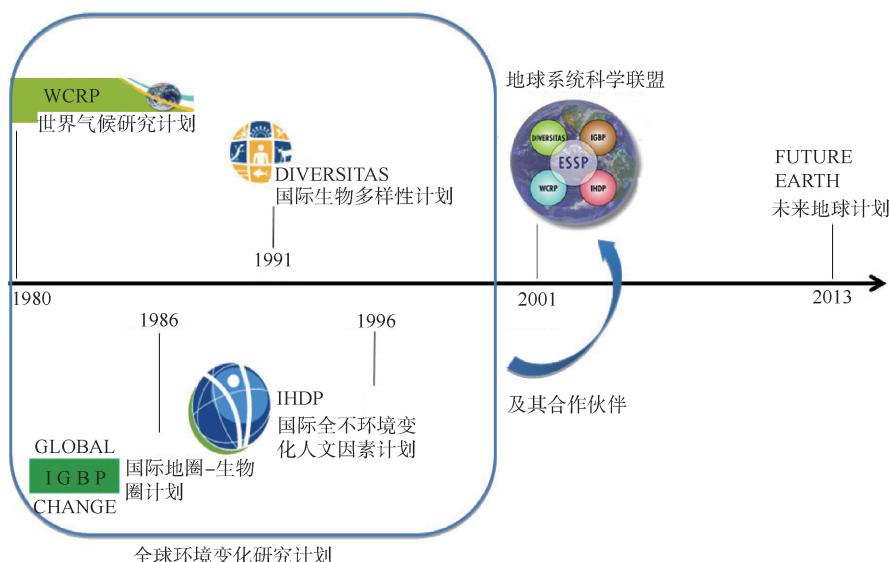 地球系统科学联盟
WCRP
世界气候研究计划
DIVERSITAS
IGBP
ESSP
WCRP
IHDP
DIVERSITAS
国际生物多样性计划
FUTURE
EARTH
未来地球计划
1991
1980
2001
2013
1986
1996
IHDP
国际全不环境变
化人文因素计划
及其合作伙伴
GLOBAL
IGBP
CHANGE
国际地圈-生物
圈计划
全球环境变化研究计划